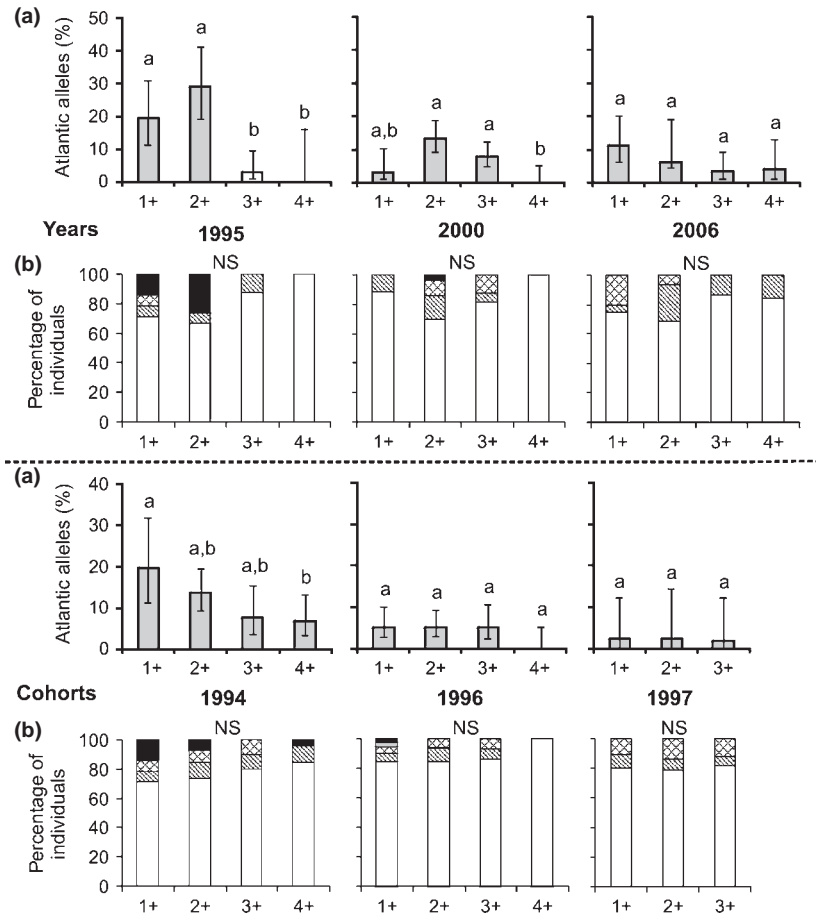 (a)
Atlantic alleles (%)
50
40
30
20
10
0
a a b b
a,b a a b
a a a a
1+ 2+ 3+ 4+ 1+ 2+ 3+ 4+ 1+ 2+ 3+ 4+
Years 1995 2000 2006
(b)
NS NS NS
Percentage of
individuals
100
80
60
40
20
0
1+ 2+ 3+ 4+ 1+ 2+ 3+ 4+ 1+ 2+ 3+ 4+
(a)
Atlantic alleles (%)
40
30
20
10
0
a a,b a,b b
a a a a
a a a
1+ 2+ 3+ 4+ 1+ 2+ 3+ 4+ 1+ 2+ 3+
Cohorts 1994 1996 1997
(b)
NS NS NS
Percentage of
individuals
100
80
60
40
20
0
1+ 2+ 3+ 4+ 1+ 2+ 3+ 4+ 1+ 2+ 3+